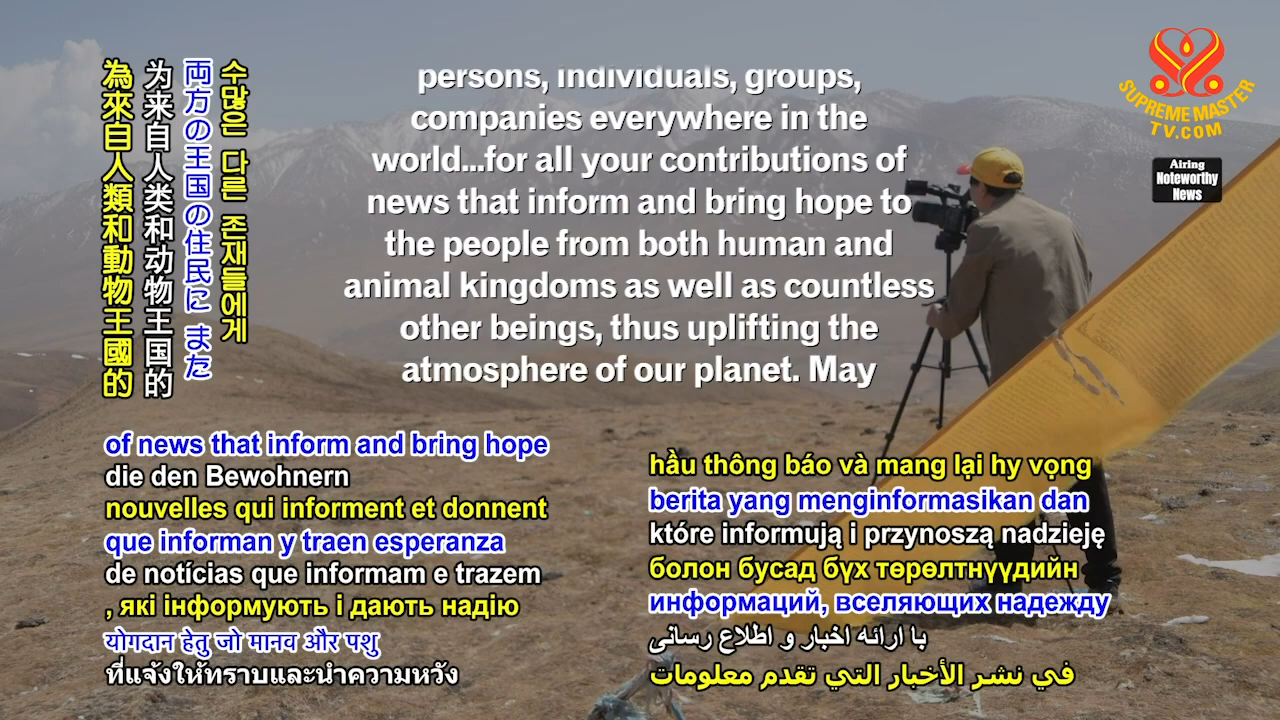 persons, individuals, groups,
companies everywhere in the
world...for all your contributions of
news that inform and bring hope to
the people from both human and
animal kingdoms as well as countless
other beings, thus uplifting the
atmosphere of our planet. May
為來自人類和動物王國的
为来自人类和动物王国的
両方の王国の住民に また
수많은 다른 존재들에게
SUPREME MASTER
TV.COM
Airing
Noteworthy
News
of news that inform and bring hope
die den Bewohnern
nouvelles qui informent et donnent
que informan y traen esperanza
de notícias que informam e trazem
, які інформують і дають надію
योगदान हेतु जो मानव और पशु
ที่แจ้งให้ทราบและนำความหวัง
hầu thông báo và mang lại hy vọng
berita yang menginformasikan dan
które informują i przynoszą nadzieję
болон бусад бүх төрөлтнүүдийн
информаций, вселяющих надежду
با ارائه اخبار و اطلاع رسانی
في نشر الأخبار التي تقدم معلومات